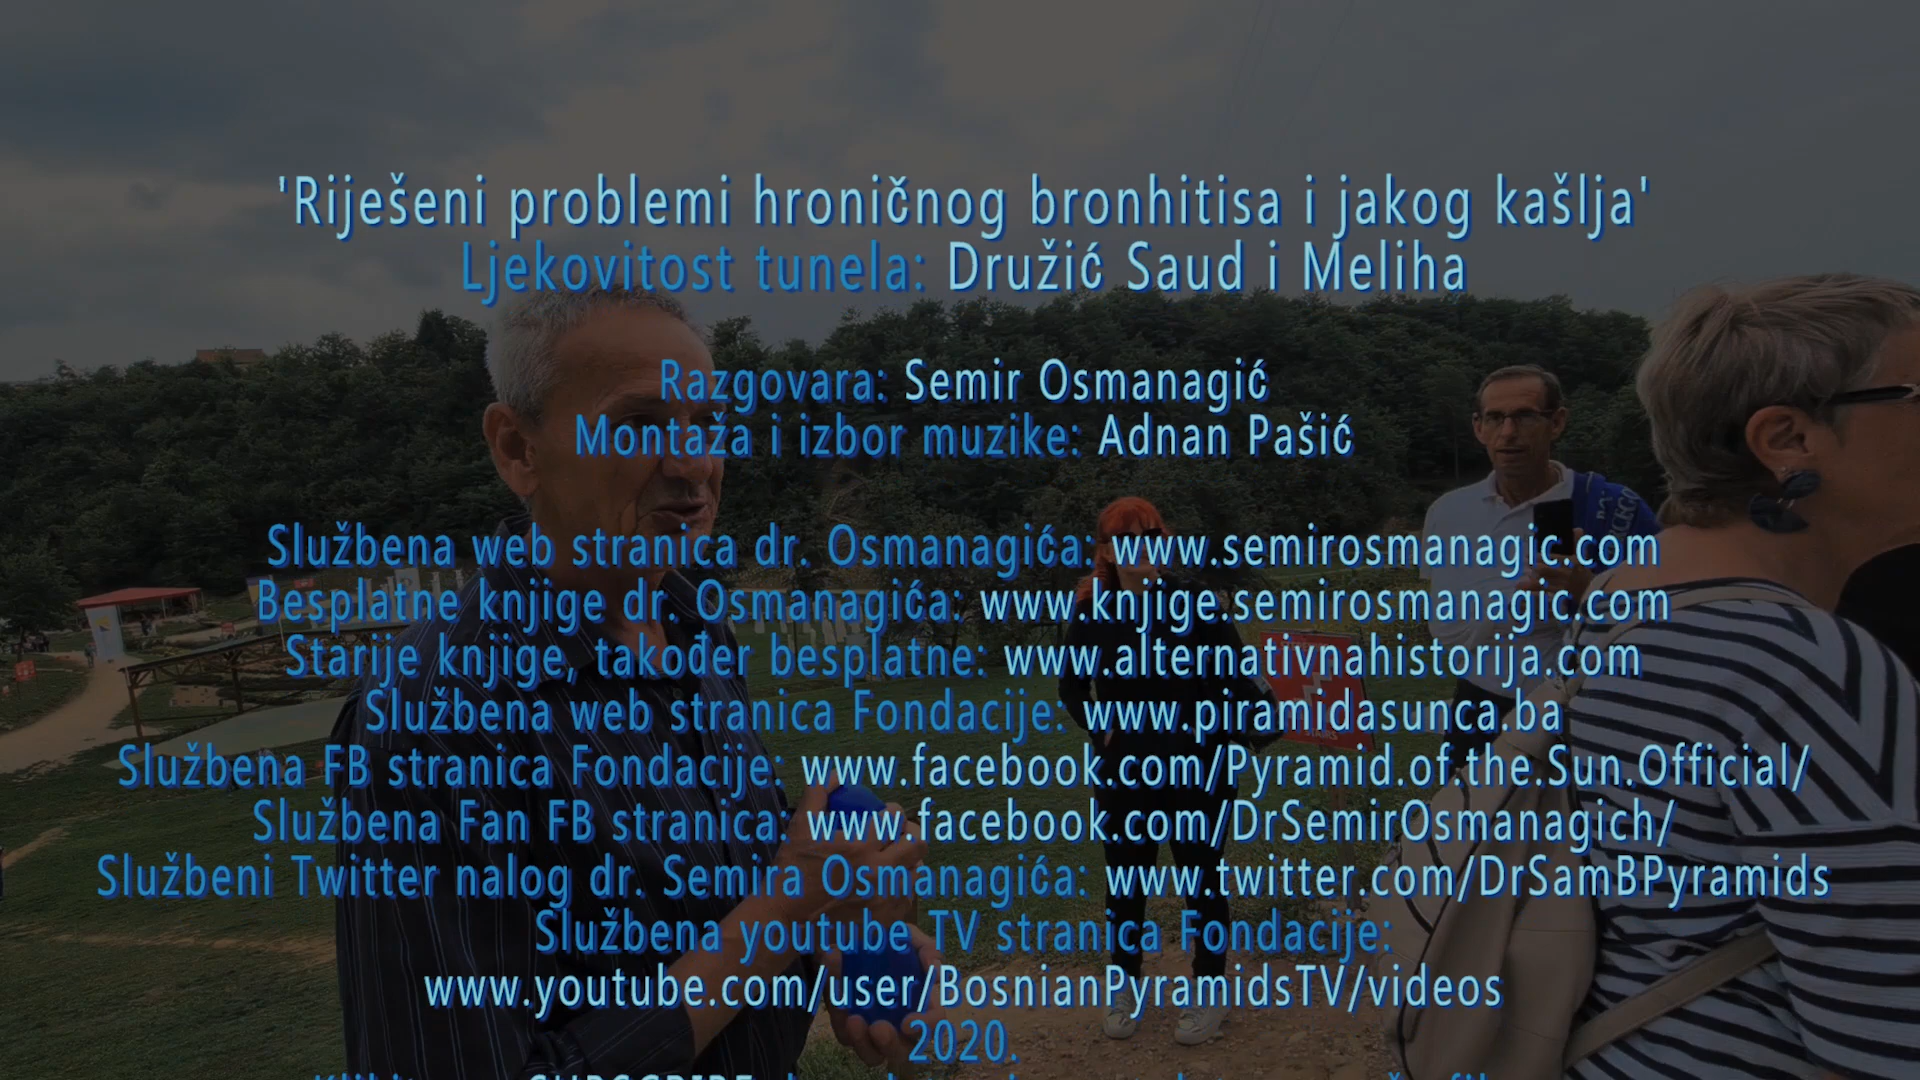 'Riješeni problemi hroničnog bronhitisa i jakog kašlja'
Ljekovitost tunela: Družić Saud i Meliha
Razgovara: Semir Osmanagić
Montaža i izbor muzike: Adnan Pašić
Službena web stranica dr. Osmanagića: www.semirosmanagic.com
Besplatne knjige dr. Osmanagića: www.knjige.semirosmanagic.com
Starije knjige, također besplatne: www.alternativnahistorija.com
Službena web stranica Fondacije: www.piramidasunca.ba
Službena FB stranica Fondacije: www.facebook.com/Pyramid.of.the.Sun.Official/
Službena Fan FB stranica: www.facebook.com/DrSemirOsmanagich/
Službeni Twitter nalog dr. Semira Osmanagića: www.twitter.com/DrSamBPyramids
Službena youtube TV stranica Fondacije:
www.youtube.com/user/BosnianPyramidsTV/videos
2020.